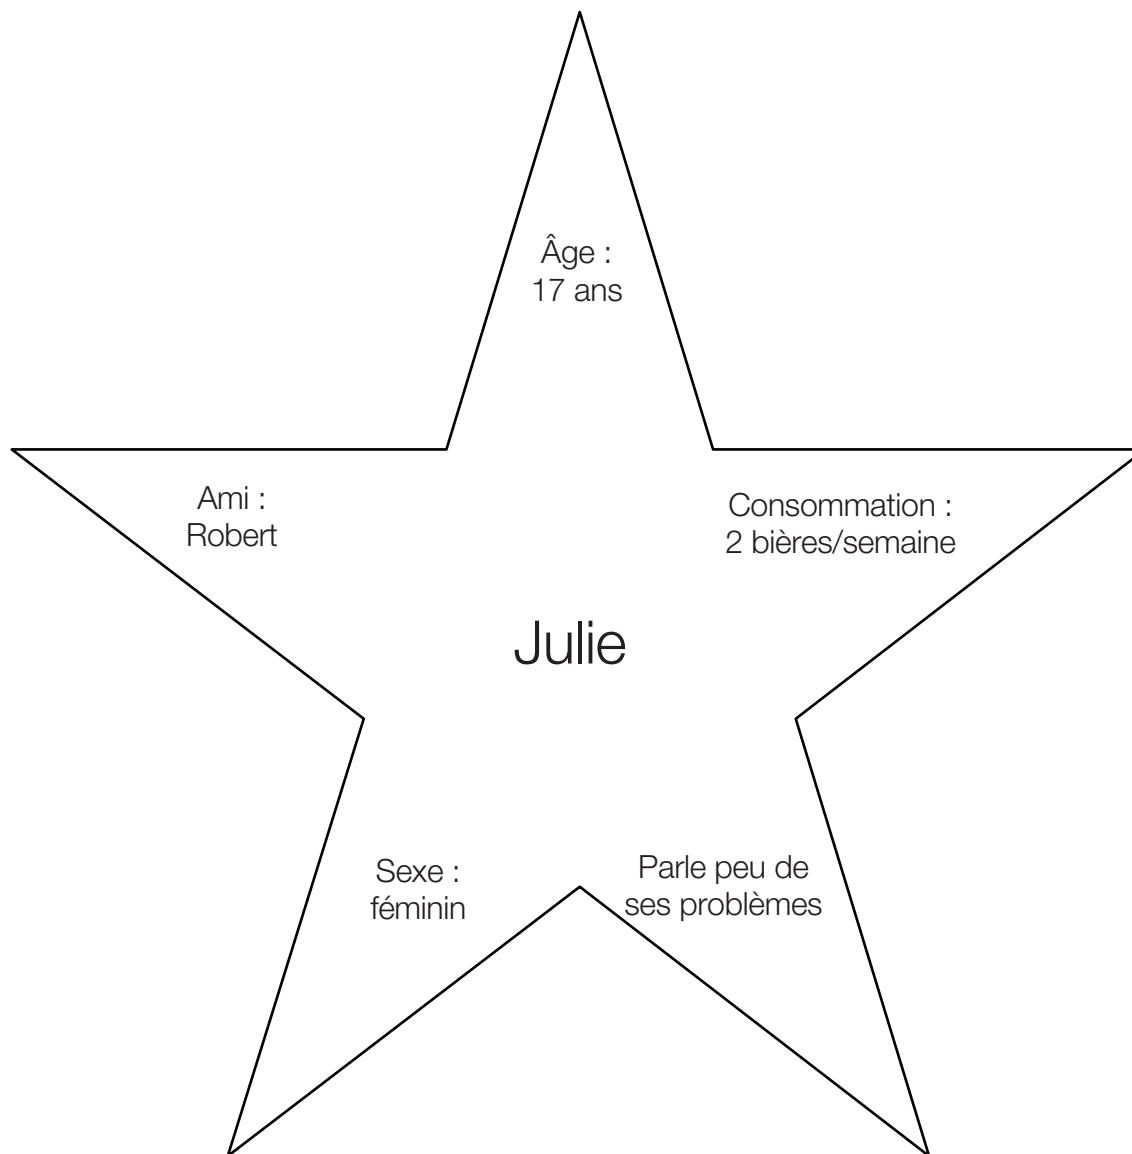 Âge :
17 ans
Ami :
Robert
Consommation :
2 bières/semaine
Julie
Sexe :
féminin
Parle peu de
ses problèmes